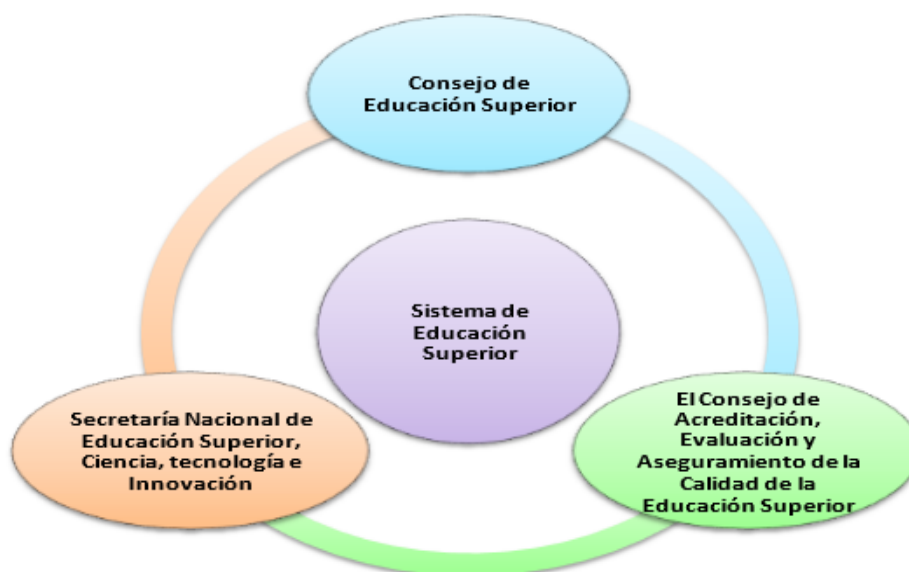 Consejo de
Educación Superior
Sistema de
Educación
Superior
Secretaría Nacional de
Educación Superior,
Ciencia, tecnología e
Innovación
El Consejo de
Acreditación,
Evaluación y
Aseguramiento de la
Calidad de la
Educación Superior